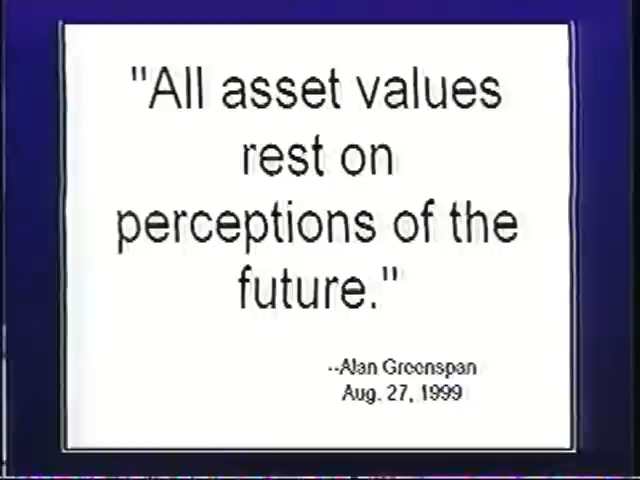 "All asset values
rest on
perceptions of the
future."
--Alan Greenspan
Aug. 27, 1999